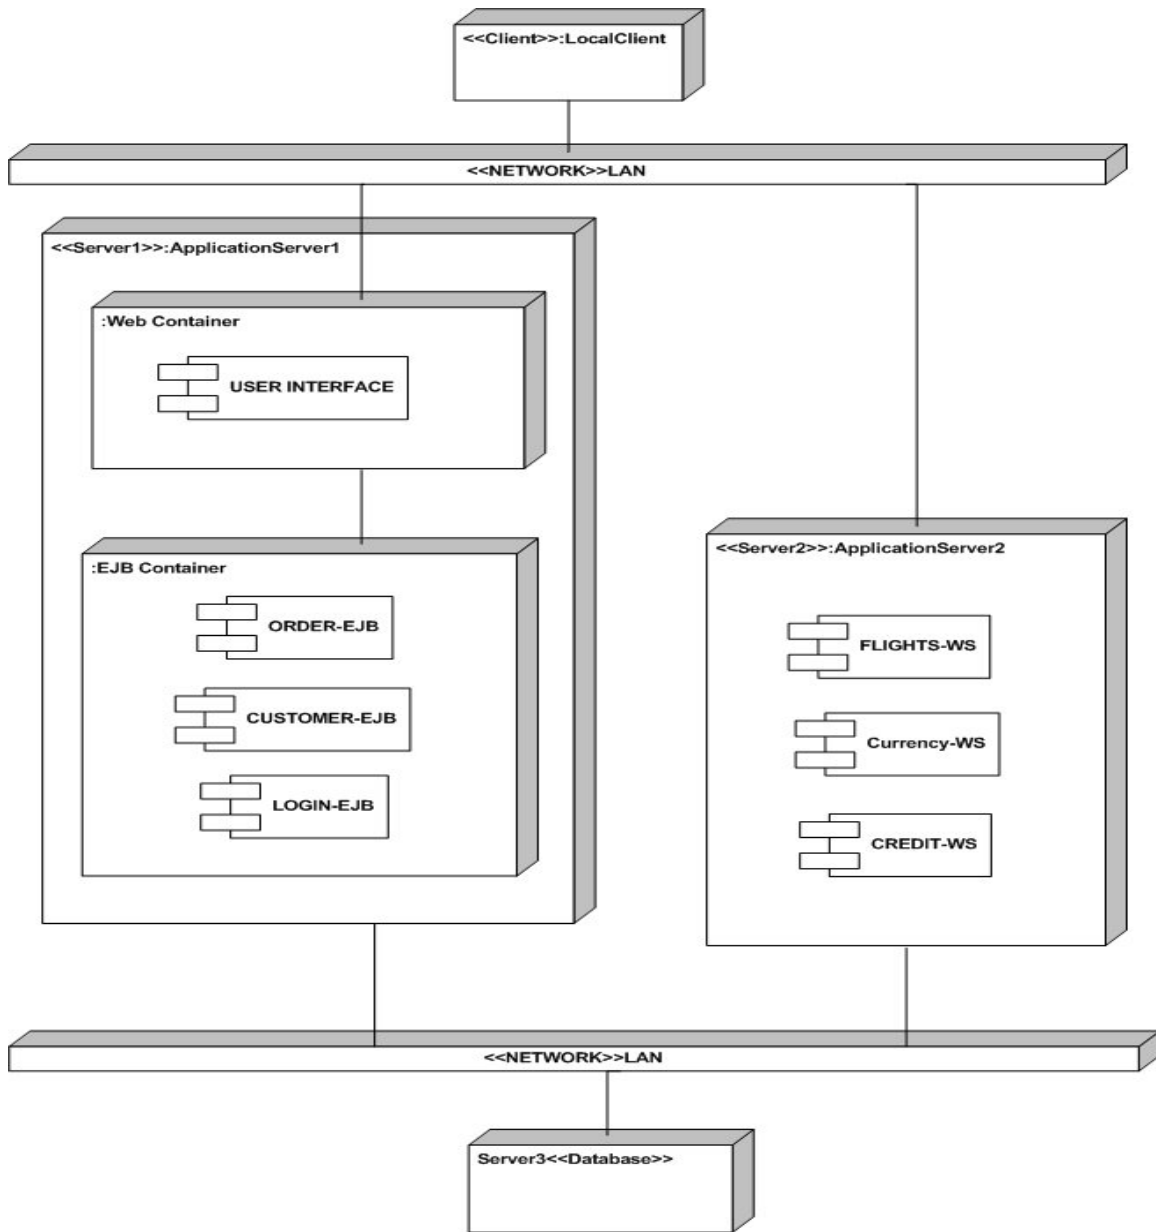 <<Client>>:LocalClient
<<NETWORK>>LAN
<<Server1>>:ApplicationServer1
:Web Container
USER INTERFACE
:EJB Container
ORDER-EJB
CUSTOMER-EJB
LOGIN-EJB
<<Server2>>:ApplicationServer2
FLIGHTS-WS
Currency-WS
CREDIT-WS
<<NETWORK>>LAN
Server3<<Database>>